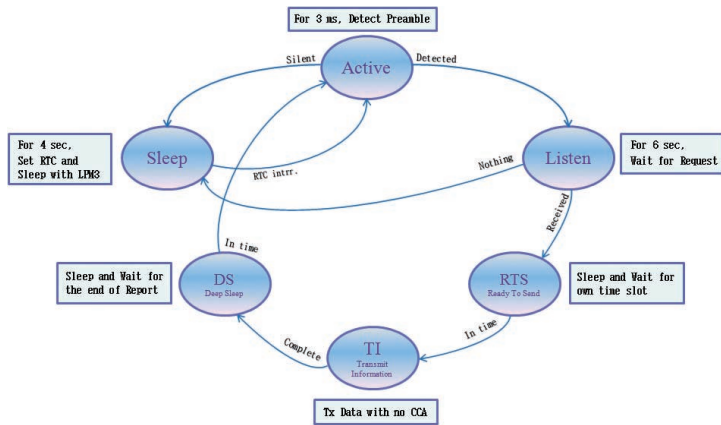 For 3 ms, Detect Preamble
Silent
Active
Detected
For 4 sec,
Set RTC and
Sleep with LPM3
Sleep
RTC intrr.
Nothing
Listen
For 6 sec,
Wait for Request
Received
In time
Sleep and Wait for
the end of Report
DS
Deep Sleep
RTS
Ready To Send
Sleep and Wait for
own time slot
Complete
TI
Transmit
Information
In time
Tx Data with no CCA